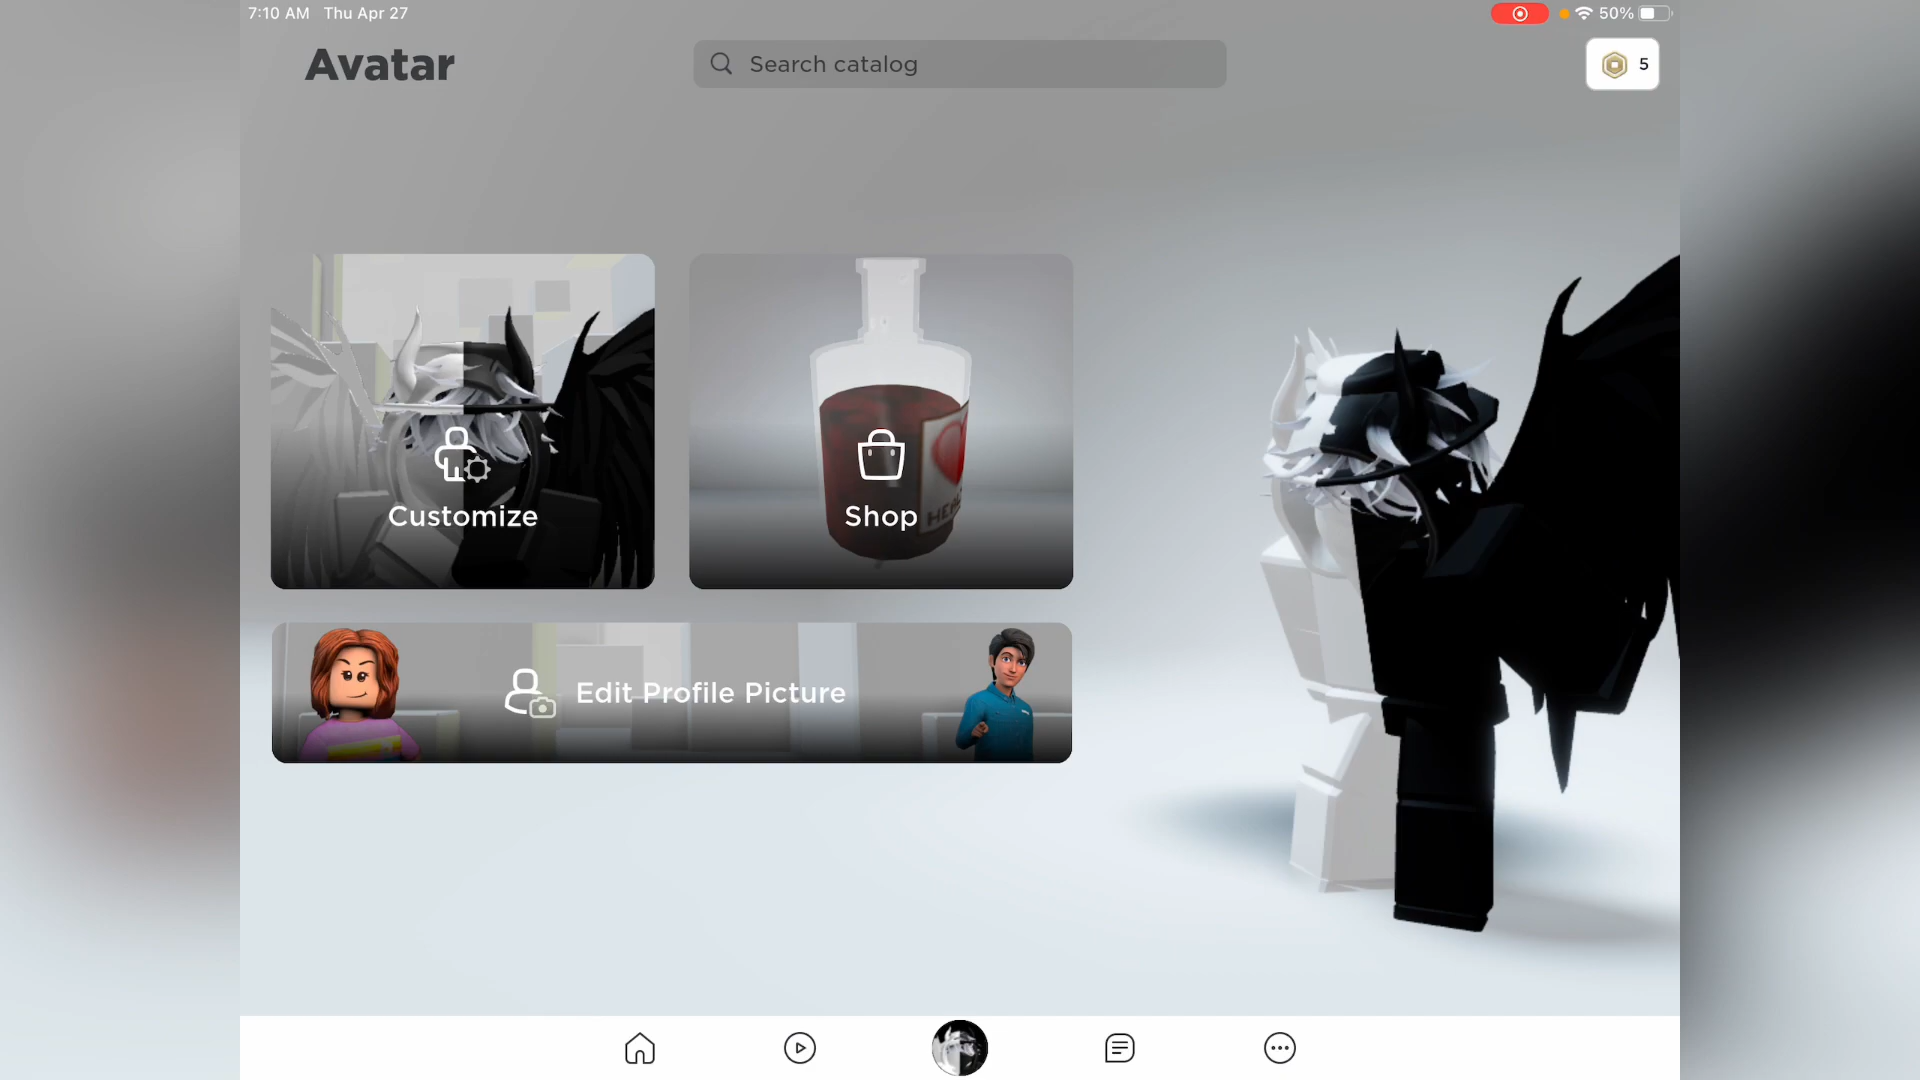 7:10 AM Thu Apr 27
50%
Avatar
Search catalog
5
Customize
Shop
Edit Profile Picture